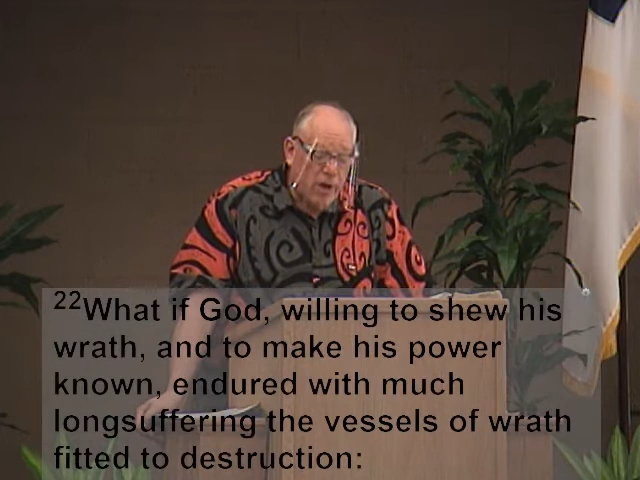 22What if God, willing to shew his
wrath, and to make his power
known, endured with much
longsuffering the vessels of wrath
fitted to destruction: